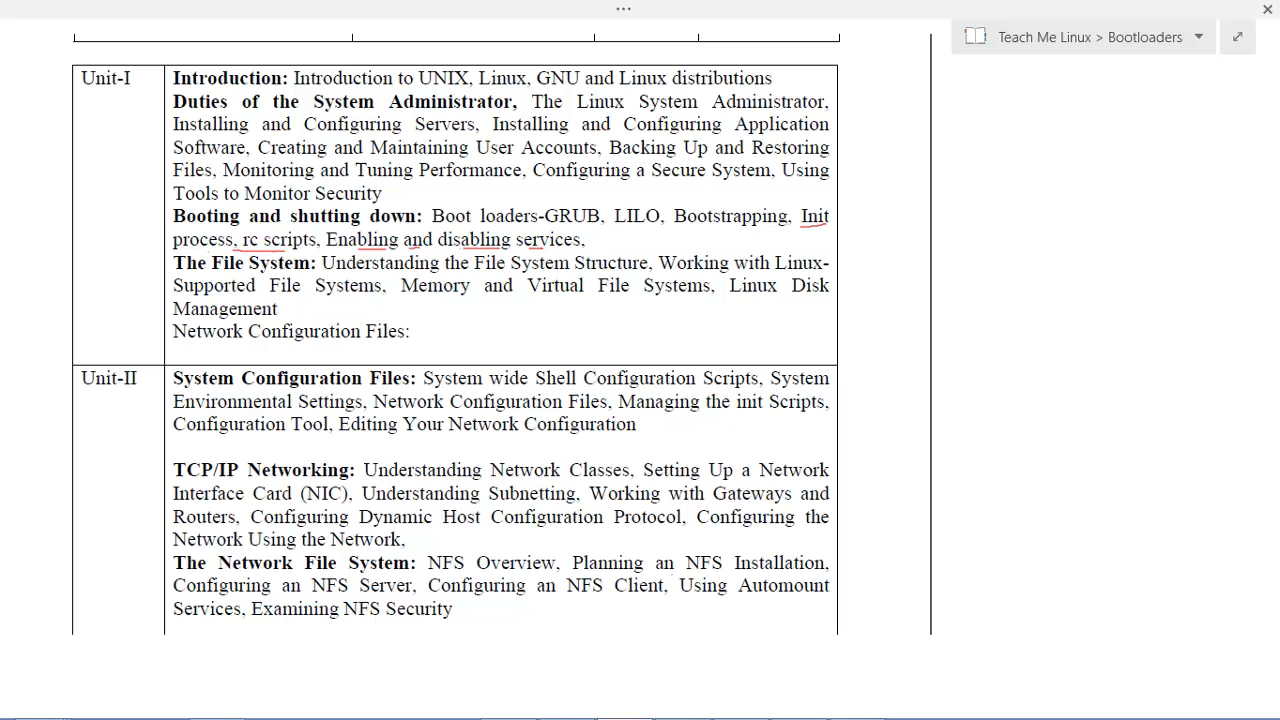 Teach Me Linux > Bootloaders
Unit-I
Introduction: Introduction to UNIX, Linux, GNU and Linux distributions
Duties of the System Administrator, The Linux System Administrator,
Installing and Configuring Servers, Installing and Configuring Application
Software, Creating and Maintaining User Accounts, Backing Up and Restoring
Files, Monitoring and Tuning Performance, Configuring a Secure System, Using
Tools to Monitor Security
Booting and shutting down: Boot loaders-GRUB, LILO, Bootstrapping, Init
process, rc scripts, Enabling and disabling services,
The File System: Understanding the File System Structure, Working with Linux-
Supported File Systems, Memory and Virtual File Systems, Linux Disk
Management
Network Configuration Files:
Unit-II
System Configuration Files: System wide Shell Configuration Scripts, System
Environmental Settings, Network Configuration Files, Managing the init Scripts,
Configuration Tool, Editing Your Network Configuration
TCP/IP Networking: Understanding Network Classes, Setting Up a Network
Interface Card (NIC), Understanding Subnetting, Working with Gateways and
Routers, Configuring Dynamic Host Configuration Protocol, Configuring the
Network Using the Network,
The Network File System: NFS Overview, Planning an NFS Installation,
Configuring an NFS Server, Configuring an NFS Client, Using Automount
Services, Examining NFS Security